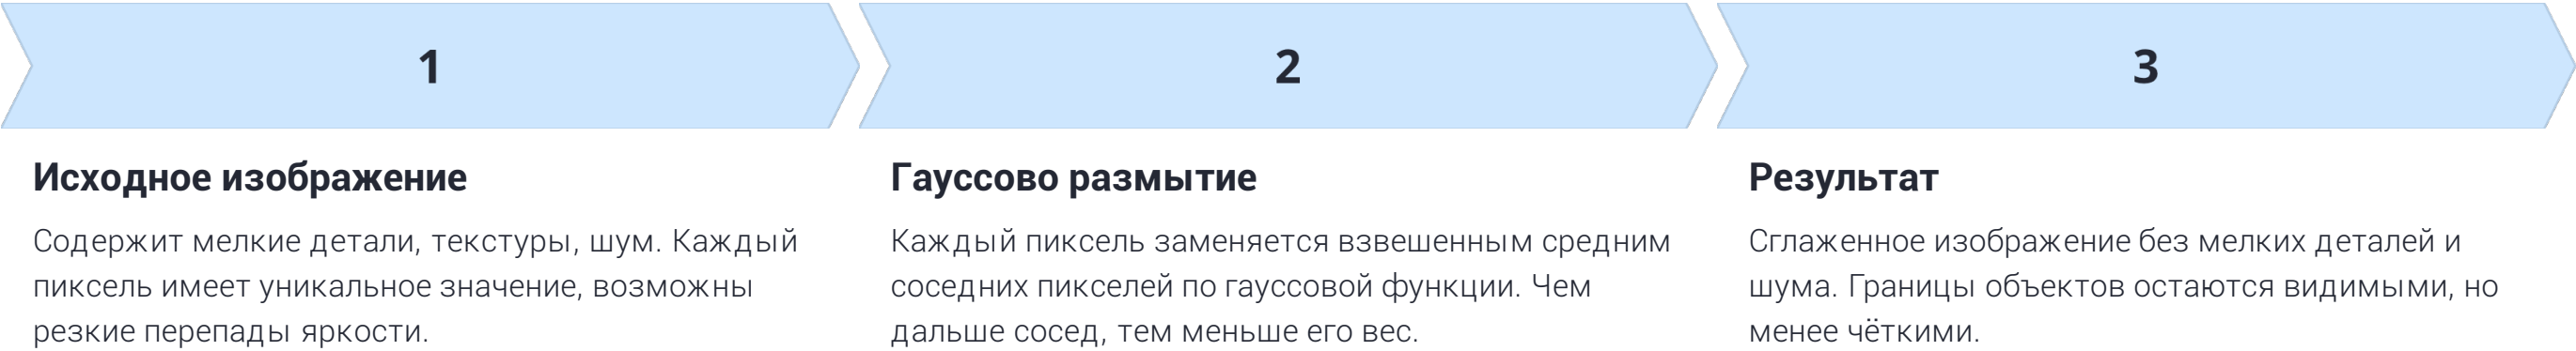 1
2
3
Исходное изображение
Содержит мелкие детали, текстуры, шум. Каждый
пиксель имеет уникальное значение, возможны
резкие перепады яркости.
Гауссово размытие
Каждый пиксель заменяется взвешенным средним
соседних пикселей по гауссовой функции. Чем
дальше сосед, тем меньше его вес.
Результат
Сглаженное изображение без мелких деталей и
шума. Границы объектов остаются видимыми, но
менее чёткими.